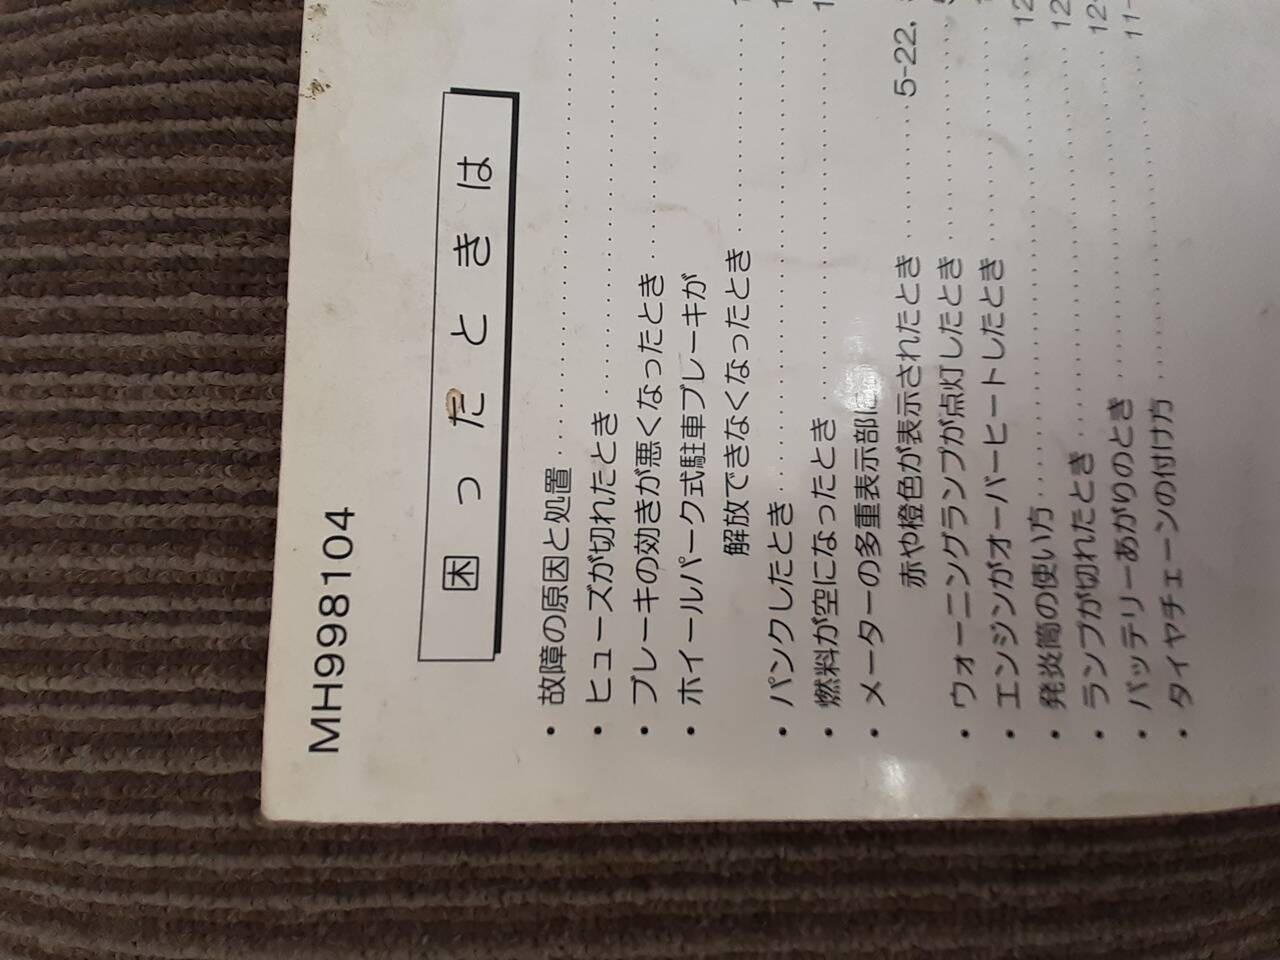 MH998104
困ったときは
• 故障の原因と処置
• ヒューズが切れたとき
• ブレーキの効きが悪くなったとき
• ホイールパーク式駐車ブレーキが
解放できなくなったとき
• パンクしたとき
• 燃料が空になったとき
• メーターの多重表示部に
赤や橙色が表示されたとき 5-22,
• ウォーニングランプが点灯したとき
• エンジンがオーバーヒートしたとき
• 発炎筒の使い方
• ランプが切れたとき
• バッテリーあがりのとき
• タイヤチェーンの付け方